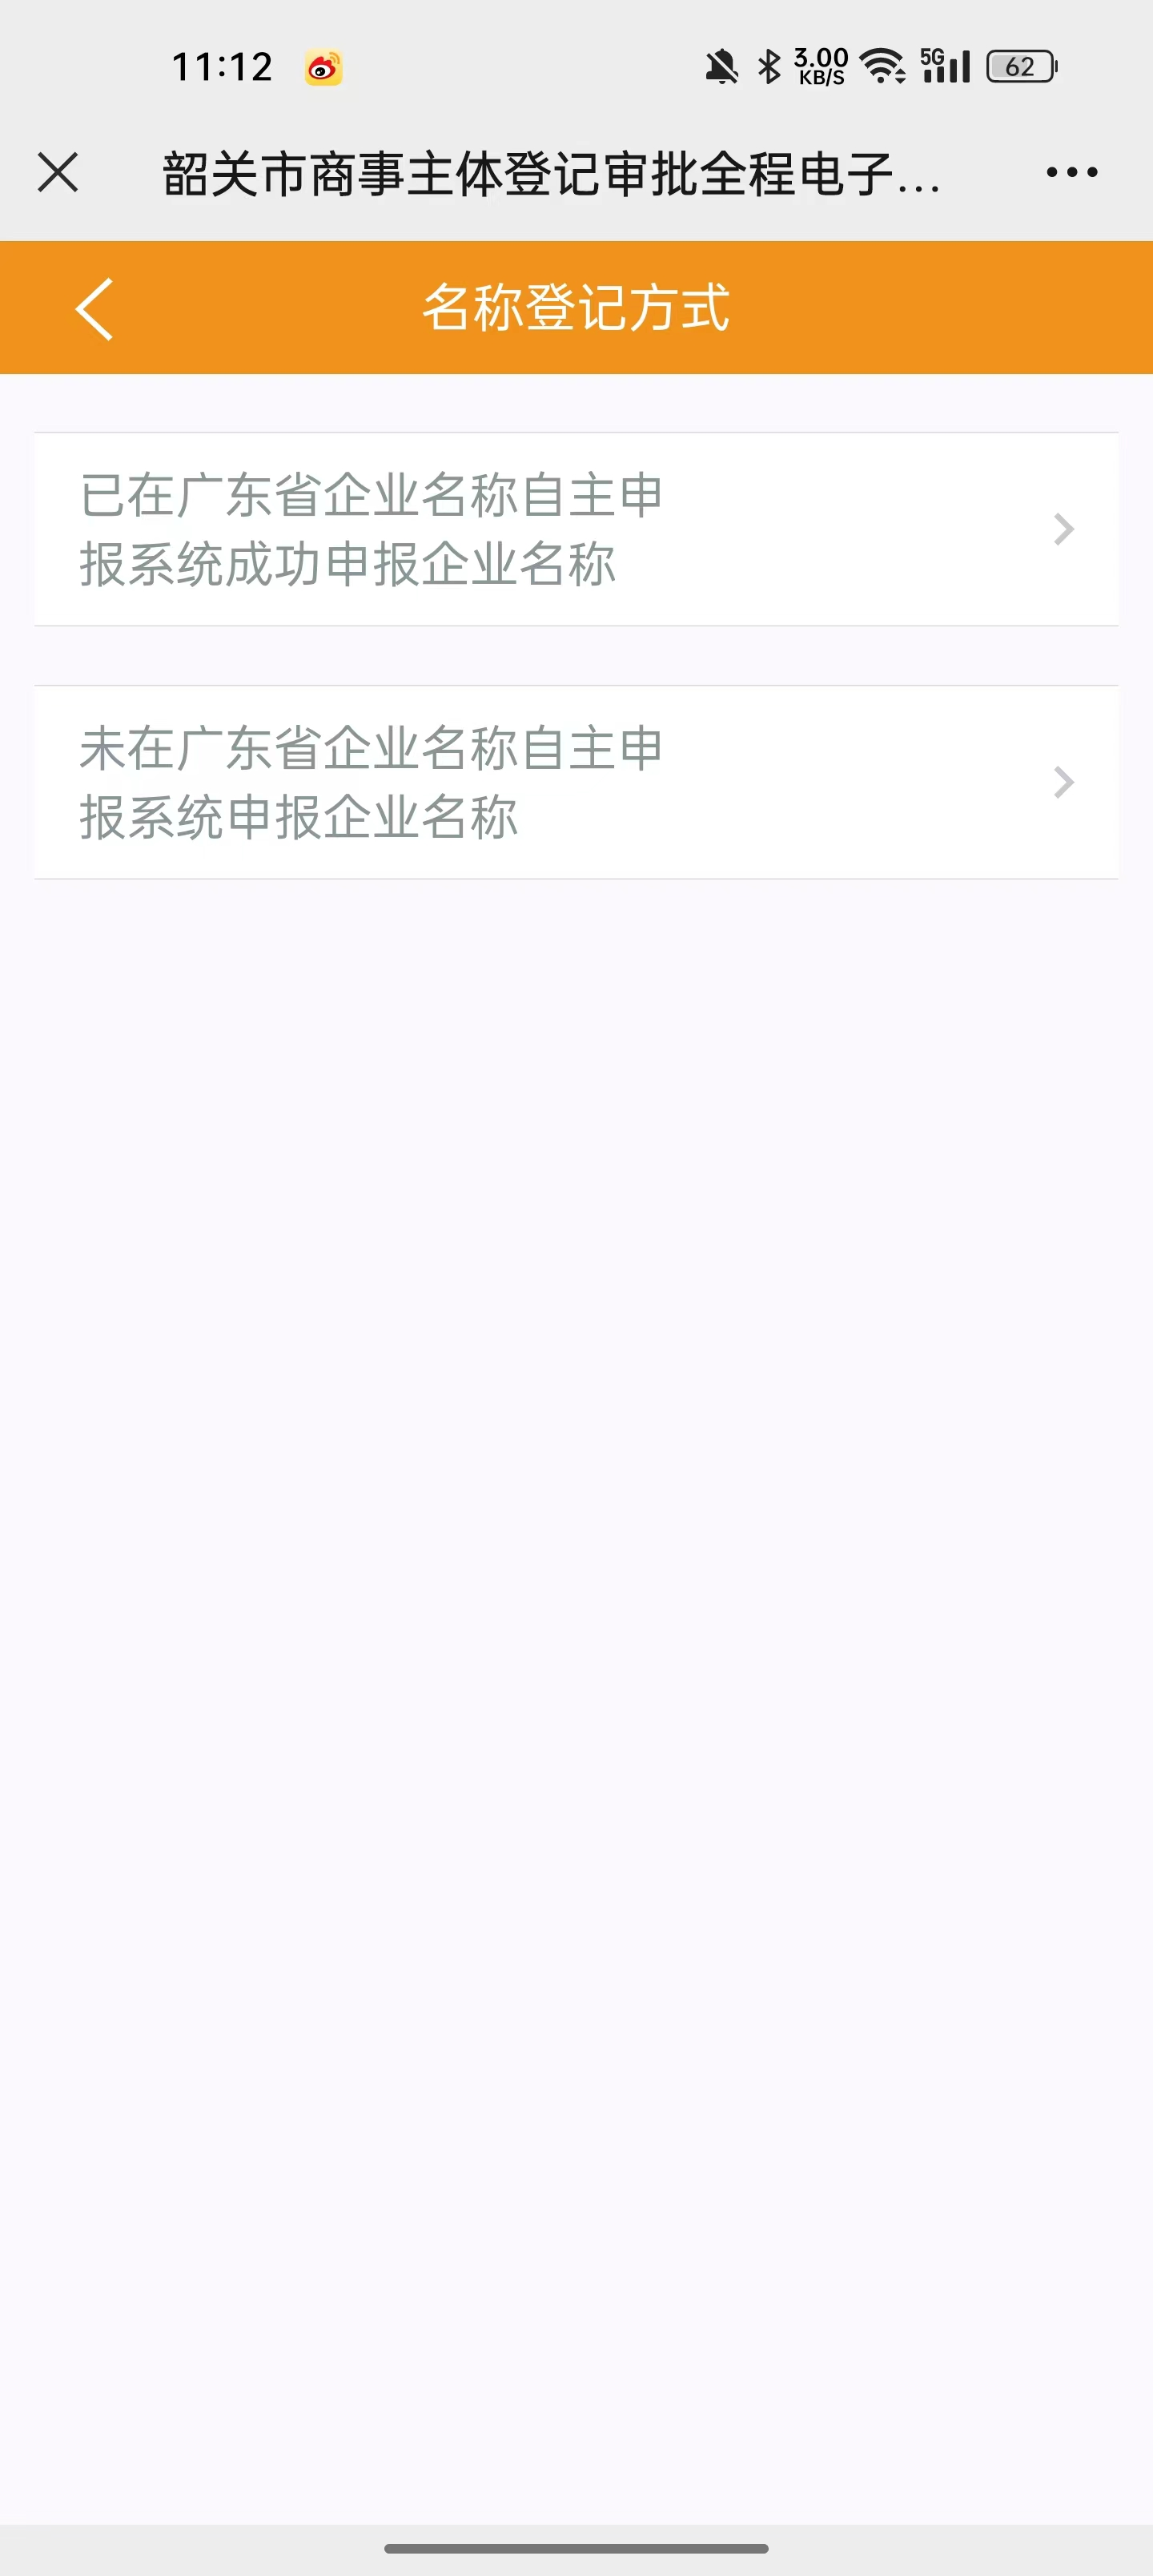 11:12
3.00
KB/S
5G
62
韶关市商事主体登记审批全程电子...
名称登记方式
已在广东省企业名称自主申
报系统成功申报企业名称
未在广东省企业名称自主申
报系统申报企业名称